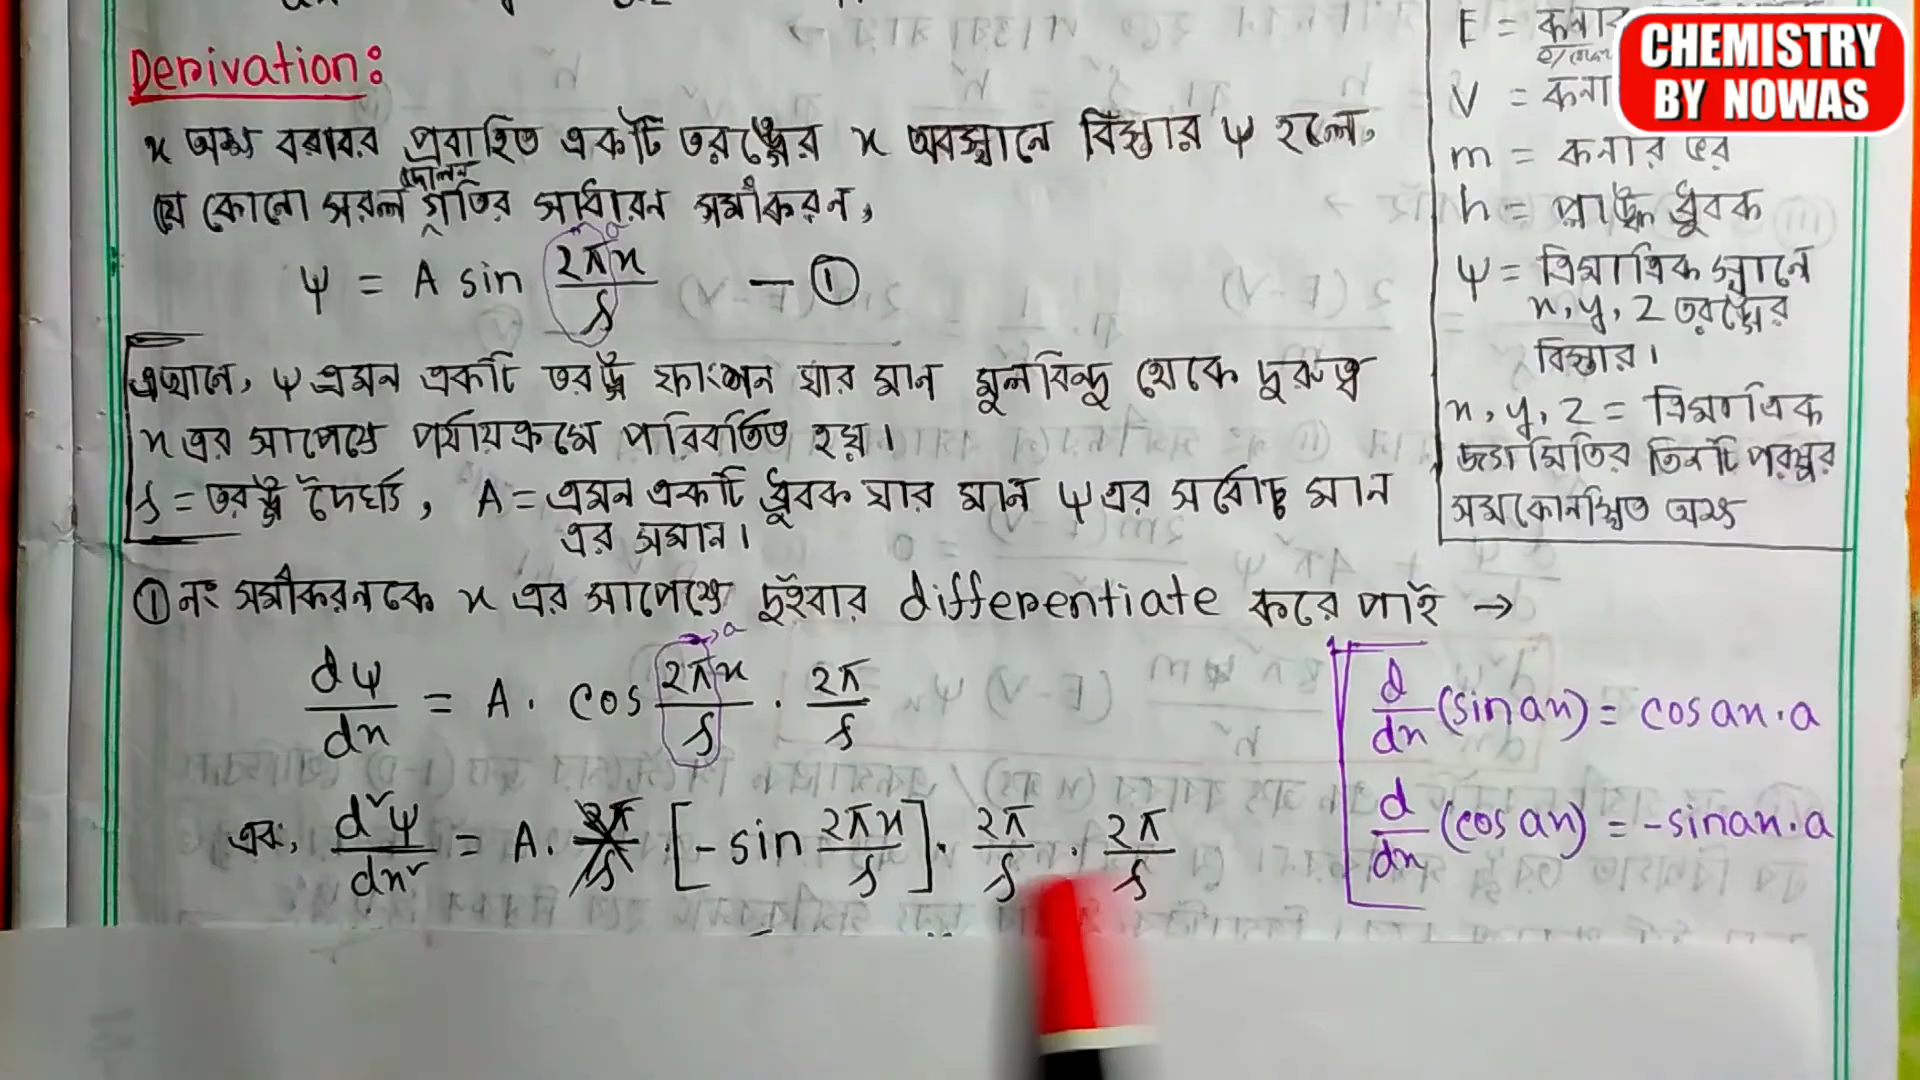 Derivation:
x অক্ষ বরাবর প্রবাহিত একটি তরঙ্গের x অবস্থানে বিস্তার ψ হলে,
দোলন
যে কোনো সরল গতির সাধারন সমীকরন,
ψ = A sin 2πx/λ — ①
এখানে, ψ এমন একটি তরঙ্গ ফাংশন যার মান মূলবিন্দু থেকে দুরুত্ব
x এর সাপেক্ষে পর্যায়ক্রমে পরিবর্তিত হয়।
λ = তরঙ্গ দৈর্ঘ্য, A = এমন একটি ধ্রুবক যার মান ψ এর সর্বোচ্চ মান
এর সমান।
① নং সমীকরনকে x এর সাপেক্ষে দুইবার differentiate করে পাই →
dψ/dx = A · cos 2πx/λ · 2π/λ
এবং, d²ψ/dx² = A · [- sin 2πx/λ] · 2π/λ · 2π/λ
E = কনার
V = কনা
m = কনার ভর
h = প্লাঙ্কে ধ্রুবক
ψ = ত্রিমাত্রিক স্থানে
x, y, z তরঙ্গের
বিস্তার।
x, y, z = ত্রিমাত্রিক
জ্যামিতির তিনটি পরস্পর
সমকোনস্থিত অক্ষ
d/dx (sin ax) = cos ax · a
d/dx (cos ax) = - sin ax · a
CHEMISTRY
BY NOWAS